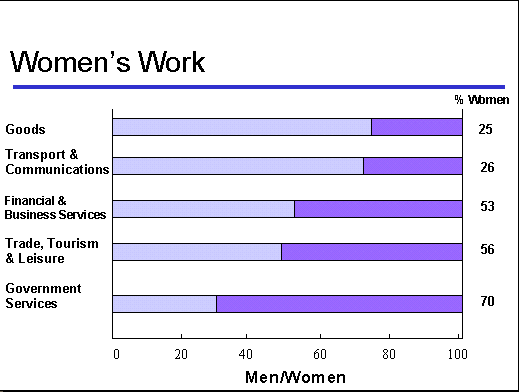 Women's Work
% Women
Goods 25
Transport &
Communications 26
Financial &
Business Services 53
Trade, Tourism
& Leisure 56
Government
Services 70
0 20 40 60 80 100
Men/Women